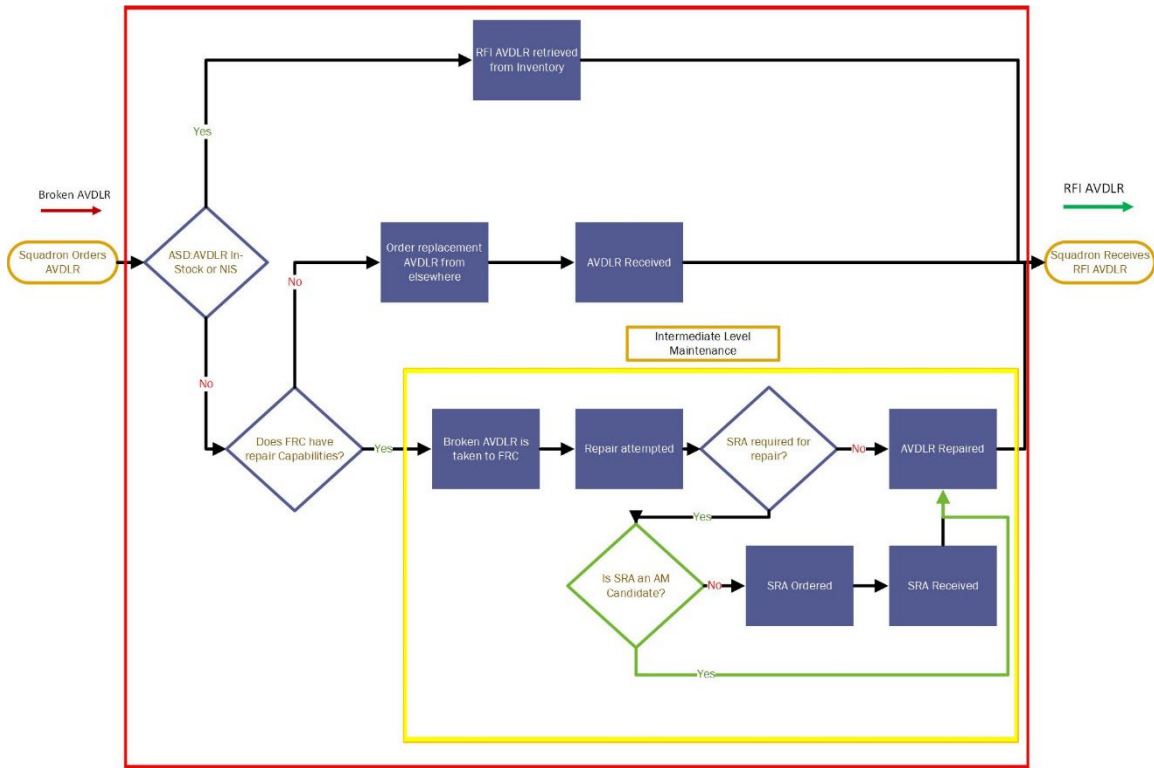 RFI AVDLR retrieved
from Inventory
Yes
Broken AVDLR
RFI AVDLR
Squadron Orders
AVDLR
ASD:AVDLR In-
Stock or NIS
Order replacement
AVDLR from
elsewhere
AVDLR Received
Squadron Receives
RFI AVDLR
No
No
Intermediate Level
Maintenance
Does FRC have
repair Capabilities?
Yes
Broken AVDLR is
taken to FRC
Repair attempted
SRA required for
repair?
No
AVDLR Repaired
Yes
Is SRA an AM
Candidate?
No
SRA Ordered
SRA Received
Yes